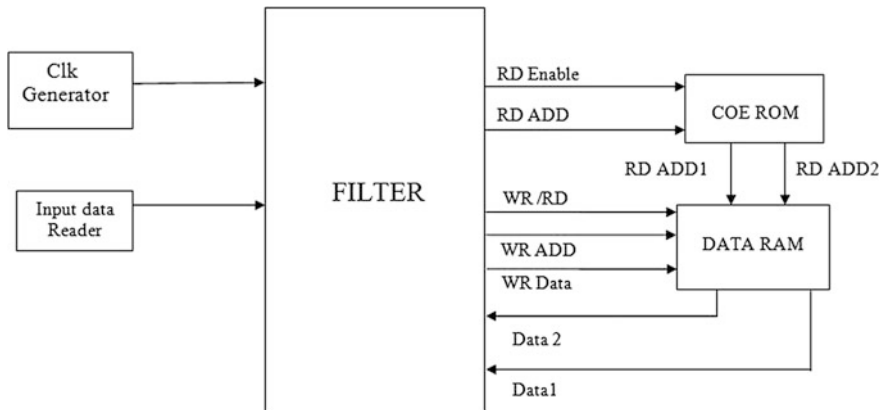 Clk
Generator
Input data
Reader
FILTER
RD Enable
RD ADD
COE ROM
RD ADD1
RD ADD2
WR /RD
WR ADD
WR Data
DATA RAM
Data 2
Data1